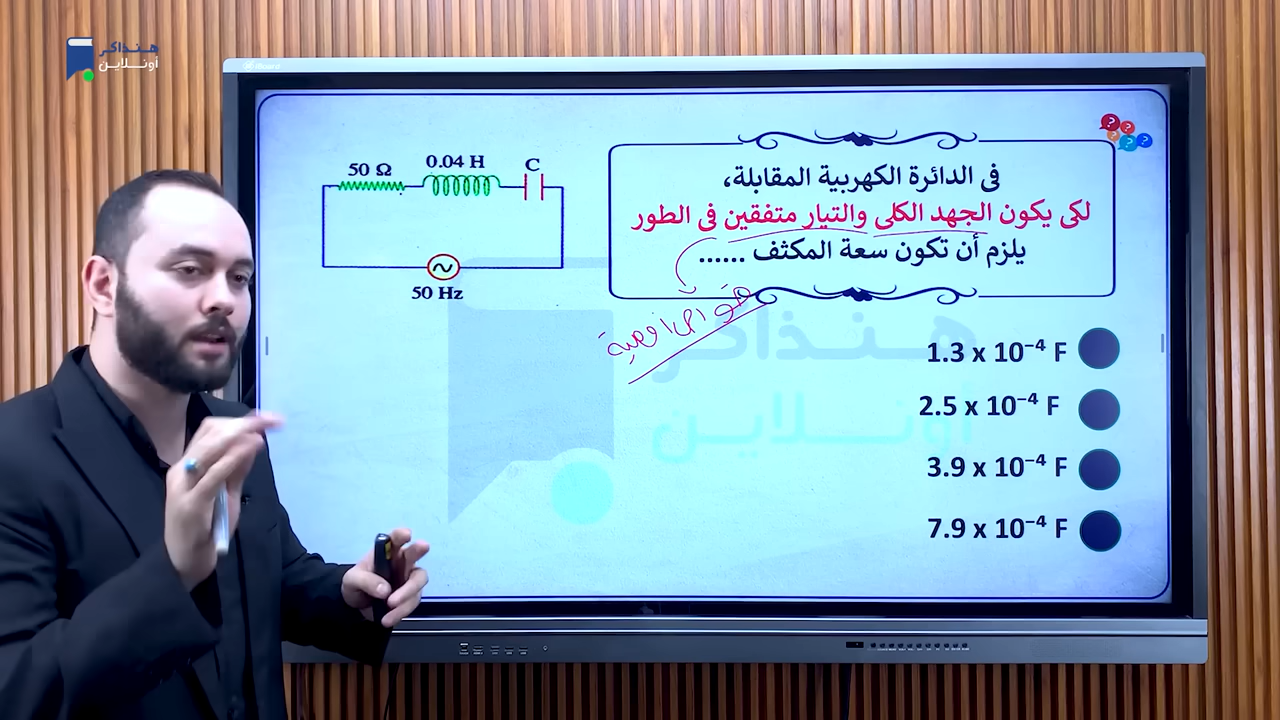 هنذاكر
أونلاين
50 Ω
0.04 H
C
50 Hz
فى الدائرة الكهربية المقابلة،
لكى يكون الجهد الكلى والتيار متفقين فى الطور
يلزم أن تكون سعة المكثف ......
هنذاكر
أونلاين
1.3 x 10⁻⁴ F
2.5 x 10⁻⁴ F
3.9 x 10⁻⁴ F
7.9 x 10⁻⁴ F